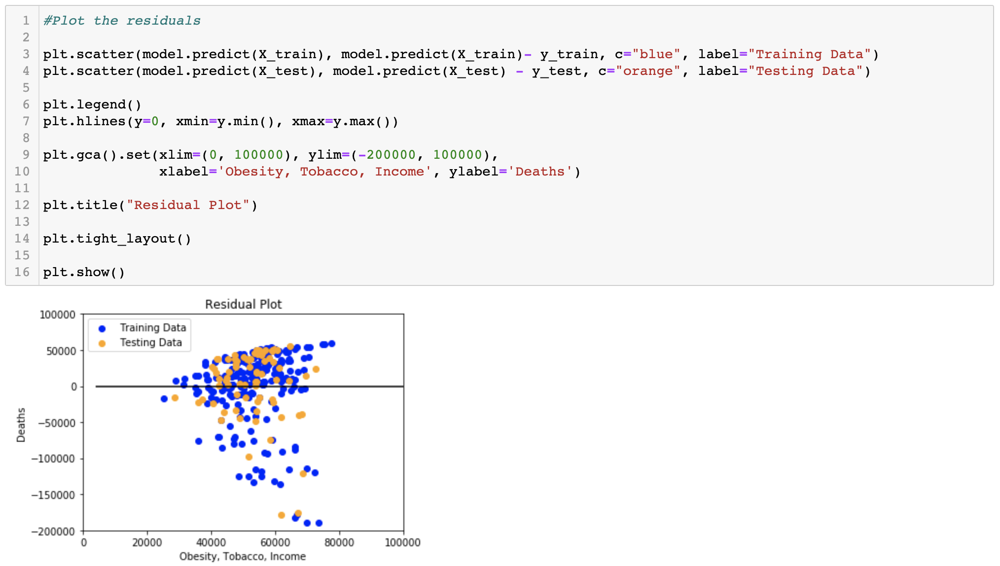 1 #Plot the residuals
2
3 plt.scatter(model.predict(X_train), model.predict(X_train)- y_train, c="blue", label="Training Data")
4 plt.scatter(model.predict(X_test), model.predict(X_test) - y_test, c="orange", label="Testing Data")
5
6 plt.legend()
7 plt.hlines(y=0, xmin=y.min(), xmax=y.max())
8
9 plt.gca().set(xlim=(0, 100000), ylim=(-200000, 100000),
10               xlabel='Obesity, Tobacco, Income', ylabel='Deaths')
11
12 plt.title("Residual Plot")
13
14 plt.tight_layout()
15
16 plt.show()
Residual Plot
100000
Training Data
Testing Data
50000
0
−50000
Deaths
−100000
−150000
−200000
0 20000 40000 60000 80000 100000
Obesity, Tobacco, Income